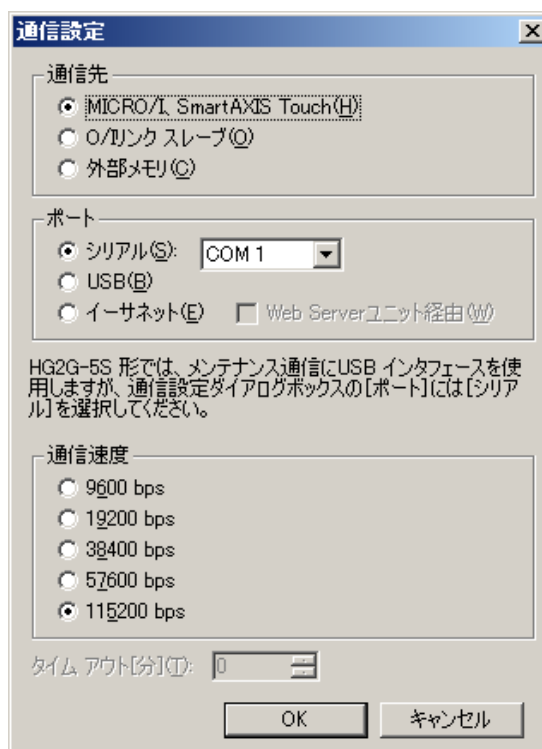 通信設定
通信先
MICRO/I、SmartAXIS Touch(H)
O/Iリンク スレーブ(O)
外部メモリ(C)
ポート
シリアル(S): COM 1
USB(B)
イーサネット(E) Web Serverユニット経由(W)
HG2G-5S 形では、メンテナンス通信にUSB インタフェースを使
用しますが、通信設定ダイアログボックスの[ポート]には[シリア
ル]を選択してください。
通信速度
9600 bps
19200 bps
38400 bps
57600 bps
115200 bps
タイム アウト[分](T): 0
OK キャンセル